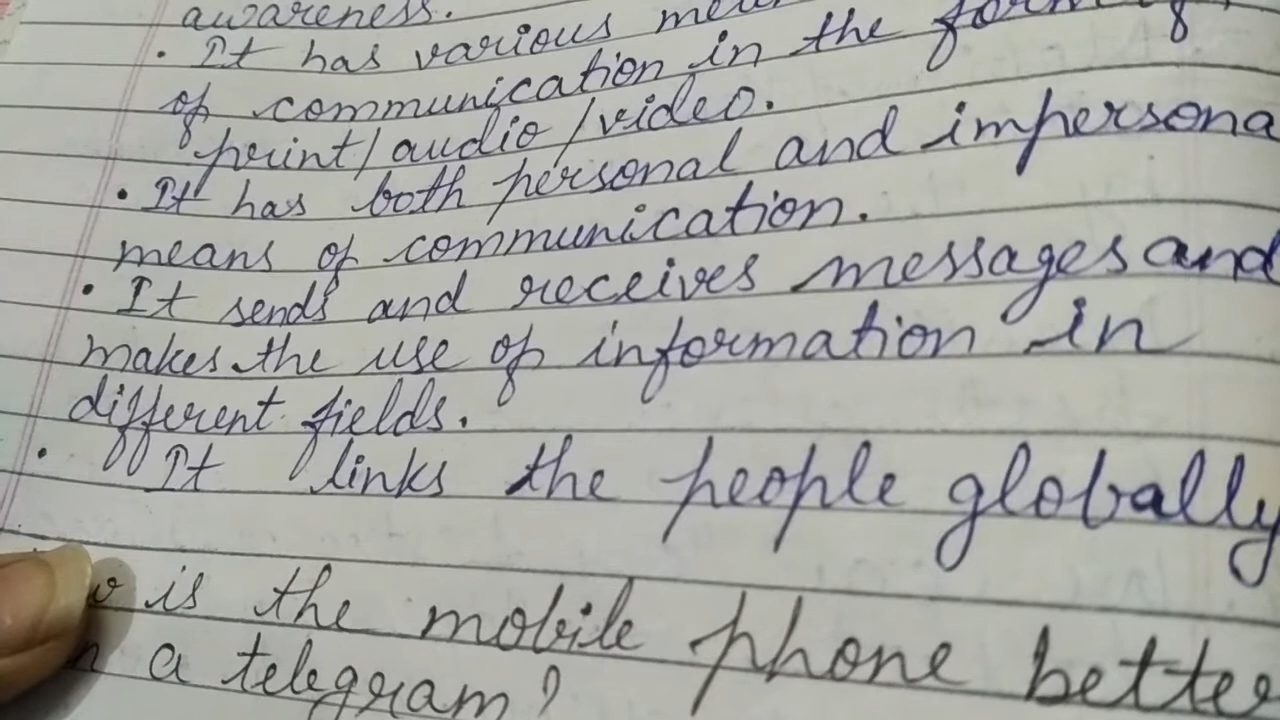 awareness.
• It has various
of communication in the form
print/audio/video.
• It has both personal and impersona
means of communication.
• It sends and receives messages and
makes the use of information in
different fields.
• It links the people globally
is the mobile phone better
a telegram?